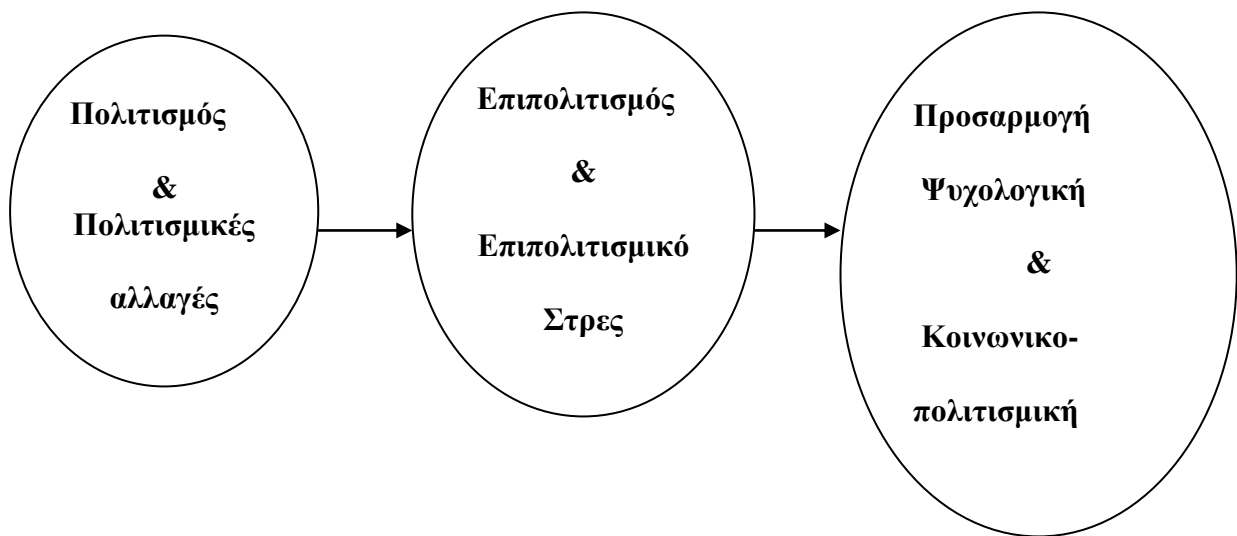 Πολιτισμός
&
Πολιτισμικές
αλλαγές
Επιπολιτισμός
&
Επιπολιτισμικό
Στρες
Προσαρμογή
Ψυχολογική
&
Κοινωνικο-
πολιτισμική